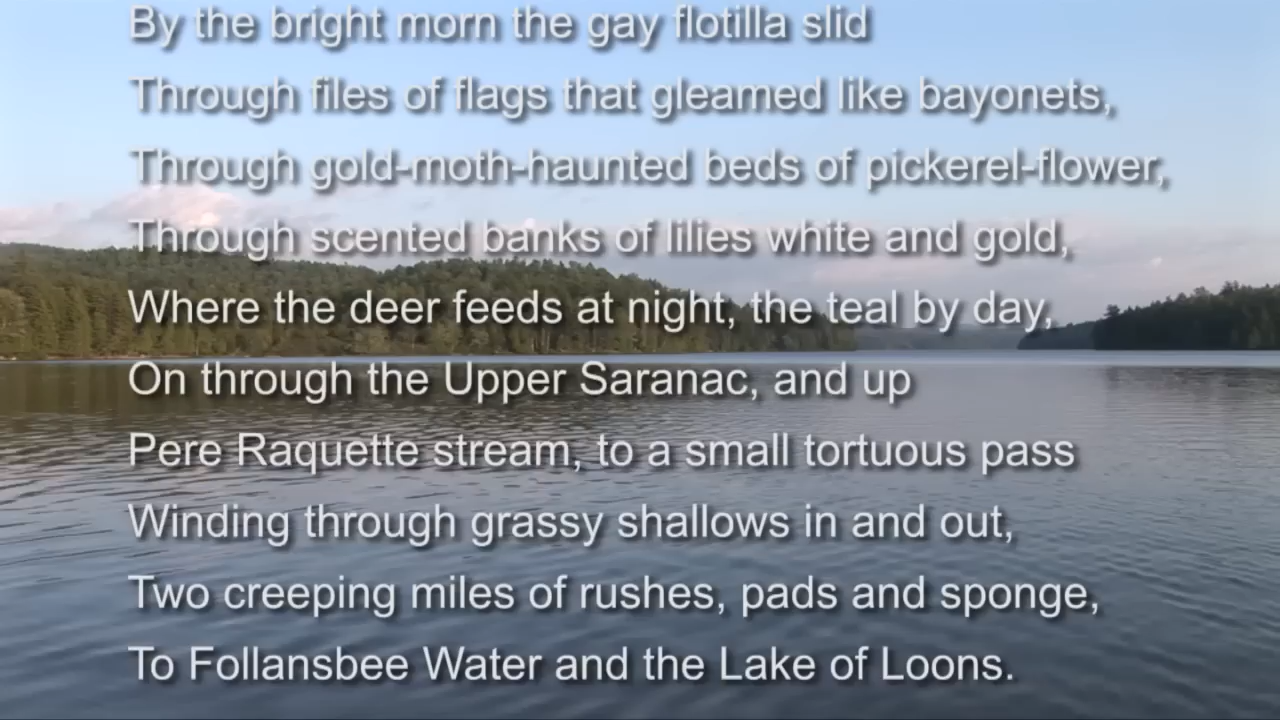 By the bright morn the gay flotilla slid
Through files of flags that gleamed like bayonets,
Through gold-moth-haunted beds of pickerel-flower,
Through scented banks of lilies white and gold,
Where the deer feeds at night, the teal by day,
On through the Upper Saranac, and up
Pere Raquette stream, to a small tortuous pass
Winding through grassy shallows in and out,
Two creeping miles of rushes, pads and sponge,
To Follansbee Water and the Lake of Loons.